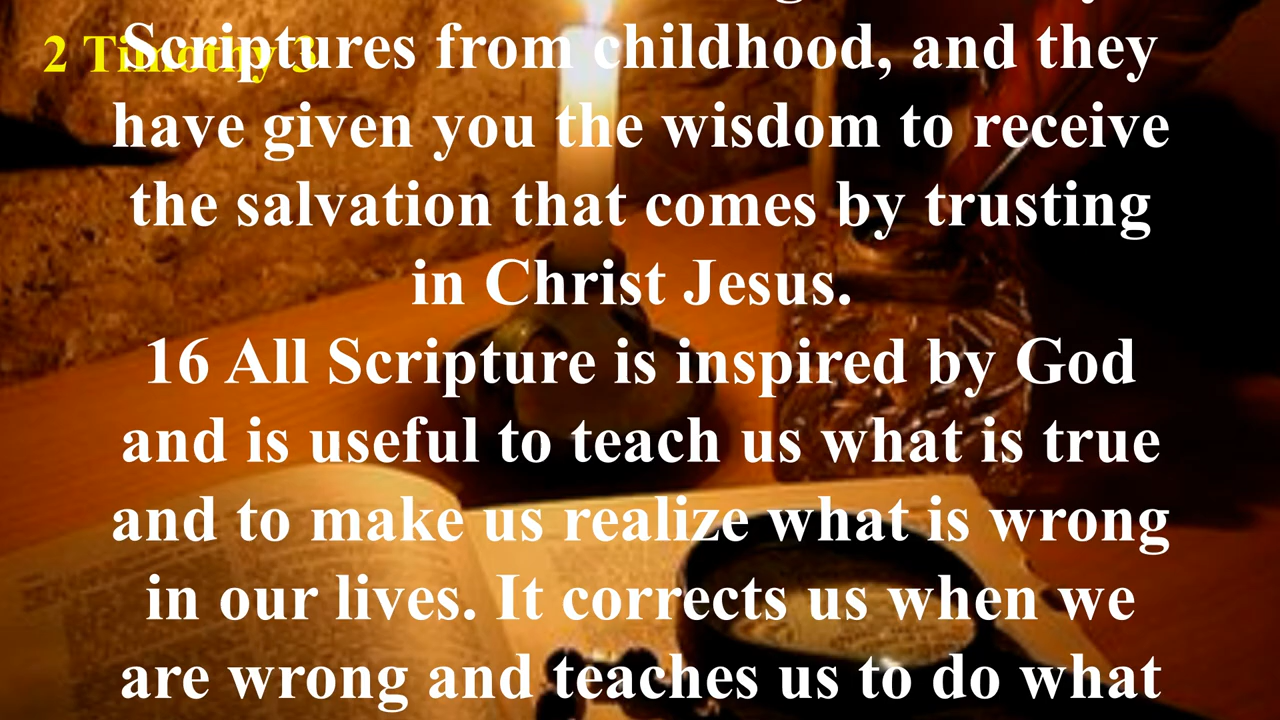 2 Timothy 3
Scriptures from childhood, and they
have given you the wisdom to receive
the salvation that comes by trusting
in Christ Jesus.
16 All Scripture is inspired by God
and is useful to teach us what is true
and to make us realize what is wrong
in our lives. It corrects us when we
are wrong and teaches us to do what